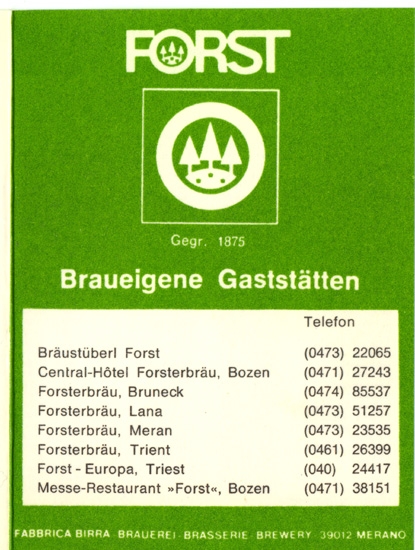 FORST
Gegr. 1875
Braueigene Gaststätten
Telefon
Bräustüberl Forst (0473) 22065
Central-Hôtel Forsterbräu, Bozen (0471) 27243
Forsterbräu, Bruneck (0474) 85537
Forsterbräu, Lana (0473) 51257
Forsterbräu, Meran (0473) 23535
Forsterbräu, Trient (0461) 26399
Forst - Europa, Triest (040) 24417
Messe-Restaurant »Forst«, Bozen (0471) 38151
FABBRICA BIRRA · BRAUEREI · BRASSERIE · BREWERY · 39012 MERANO